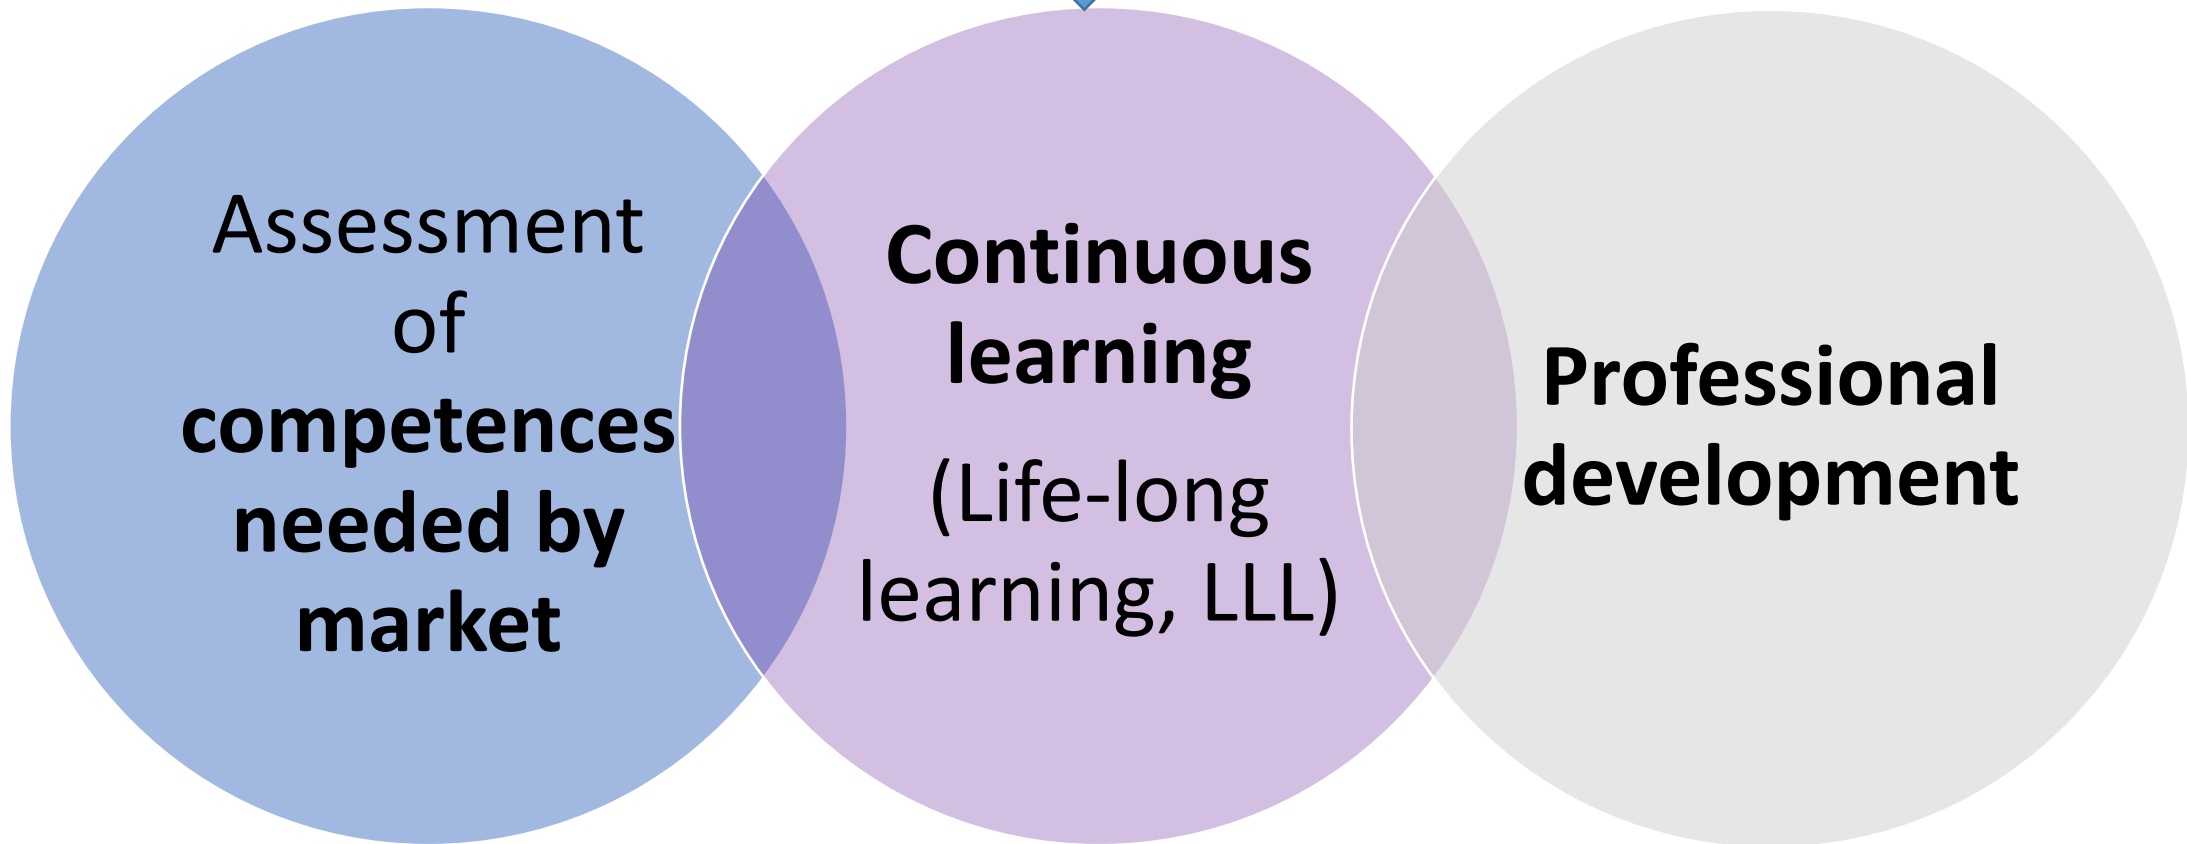 Assessment
of
competences
needed by
market
Continuous
learning
(Life-long
learning, LLL)
Professional
development